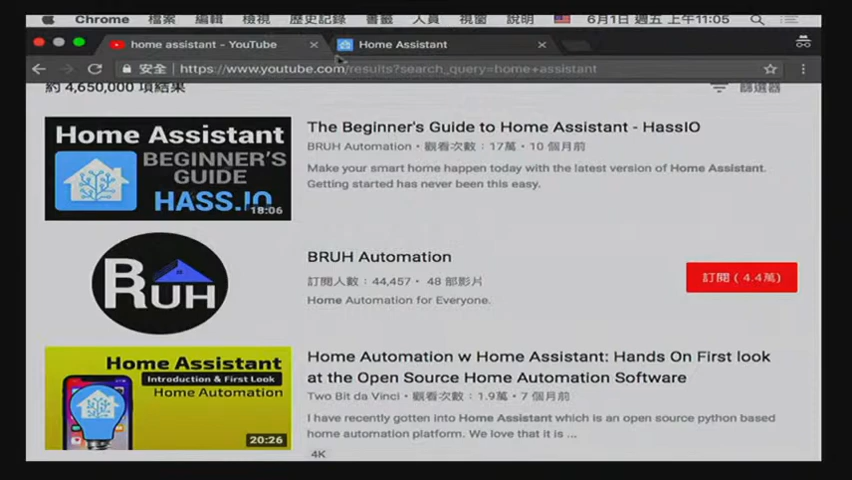 Chrome 檔案 編輯 檢視 歷史記錄 書籤 人員 視窗 說明 6月1日 週五 上午11:05
home assistant - YouTube Home Assistant
安全 https://www.youtube.com/results?search_query=home+assistant
約 4,650,000 項結果 篩選器
Home Assistant
BEGINNER'S
GUIDE
HASS.IO
18:06
The Beginner's Guide to Home Assistant - HassIO
BRUH Automation • 觀看次數：17萬 • 10 個月前
Make your smart home happen today with the latest version of Home Assistant.
Getting started has never been this easy.
BRUH
BRUH Automation
訂閱人數：44,457 • 48 部影片
Home Automation for Everyone.
訂閱 ( 4.4萬)
Home Assistant
Introduction & First Look
Home Automation
20:26
Home Automation w Home Assistant: Hands On First look
at the Open Source Home Automation Software
Two Bit da Vinci • 觀看次數：1.9萬 • 7 個月前
I have recently gotten into Home Assistant which is an open source python based
home automation platform. We love that it is ...
4K